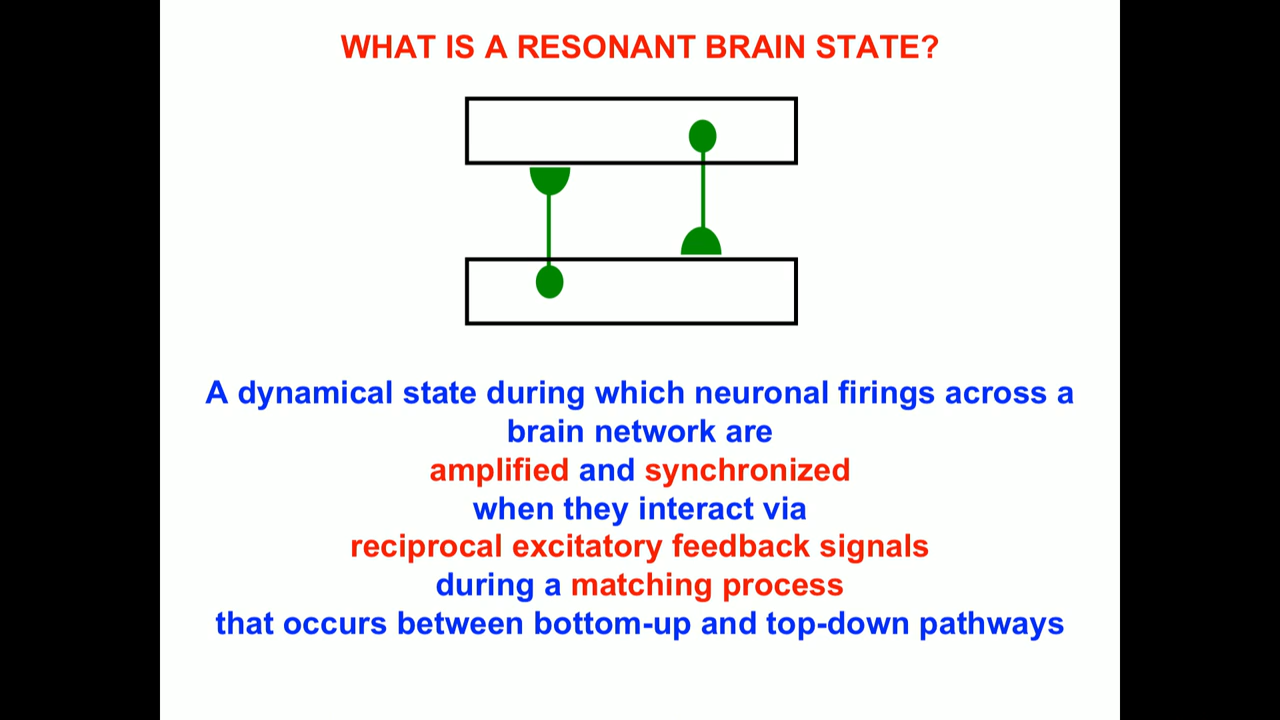 WHAT IS A RESONANT BRAIN STATE?
A dynamical state during which neuronal firings across a
brain network are
amplified and synchronized
when they interact via
reciprocal excitatory feedback signals
during a matching process
that occurs between bottom-up and top-down pathways